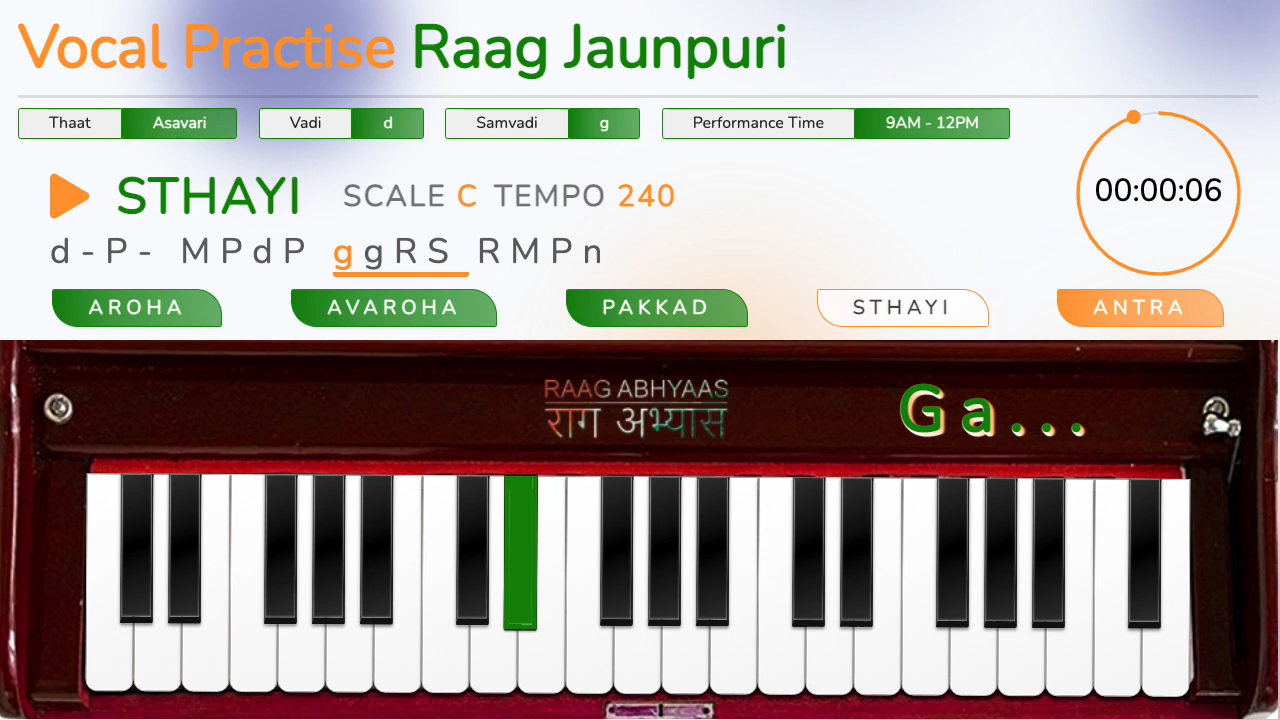 Vocal Practise Raag Jaunpuri
Thaat Asavari Vadi d Samvadi g Performance Time 9AM - 12PM
00:00:06
STHAYI SCALE C TEMPO 240
d - P - M P d P g g R S R M P n
AROHA AVAROHA PAKKAD STHAYI ANTRA
RAAG ABHYAAS
राग अभ्यास
Ga...